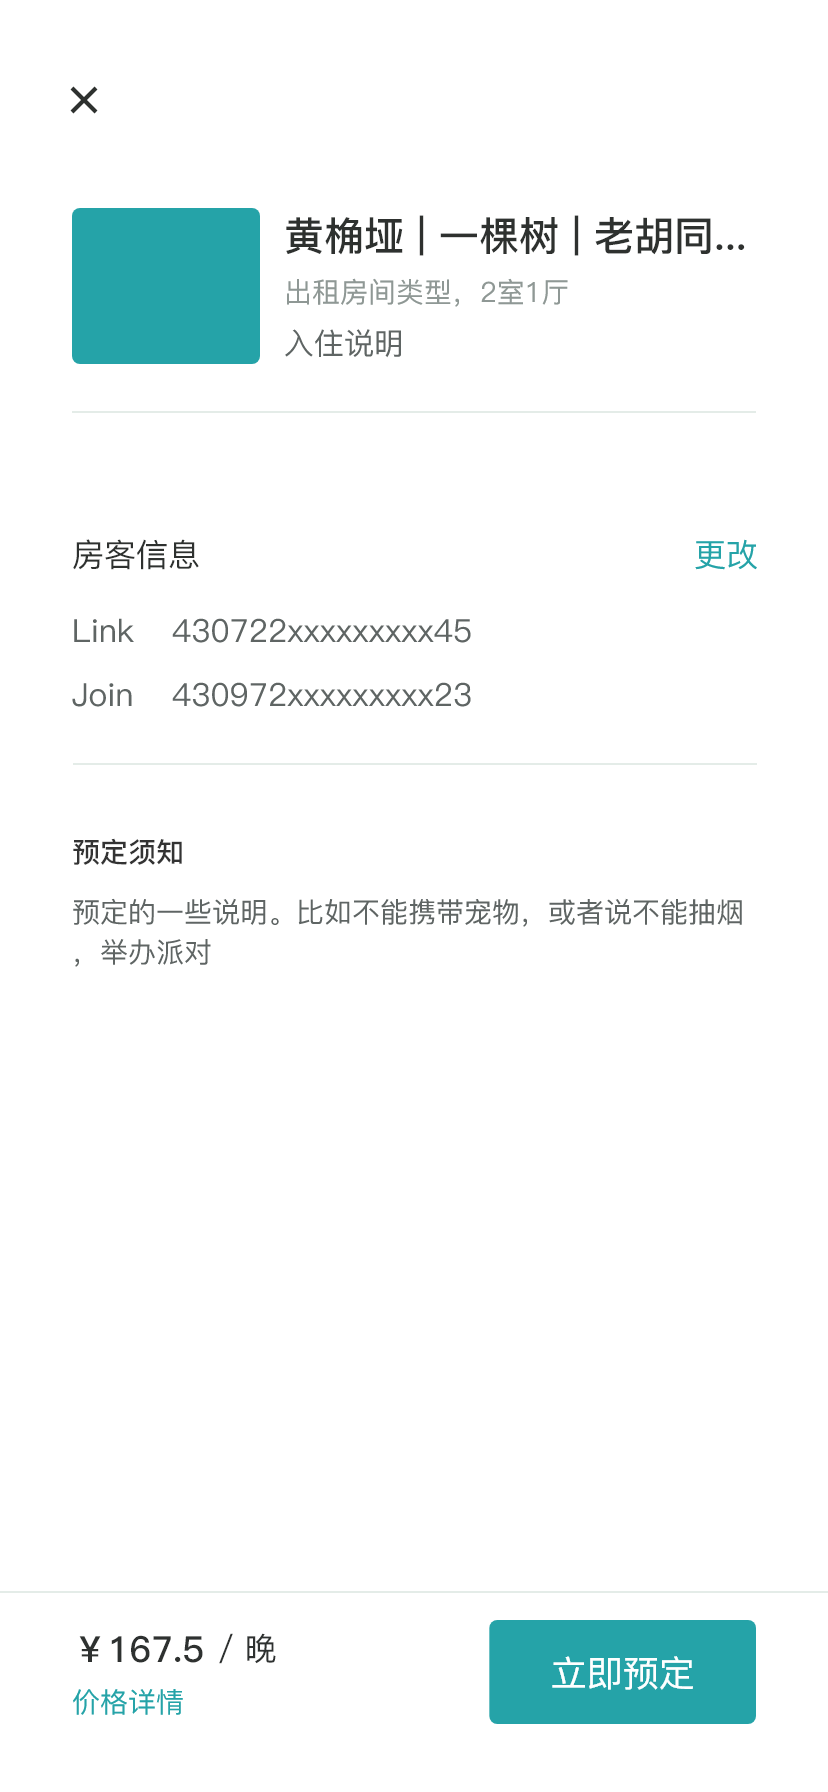 黄桷垭 | 一棵树 | 老胡同...
出租房间类型，2室1厅
入住说明
房客信息 更改
Link 430722xxxxxxxxx45
Join 430972xxxxxxxxx23
预定须知
预定的一些说明。比如不能携带宠物，或者说不能抽烟
，举办派对
¥167.5 / 晚
价格详情
立即预定